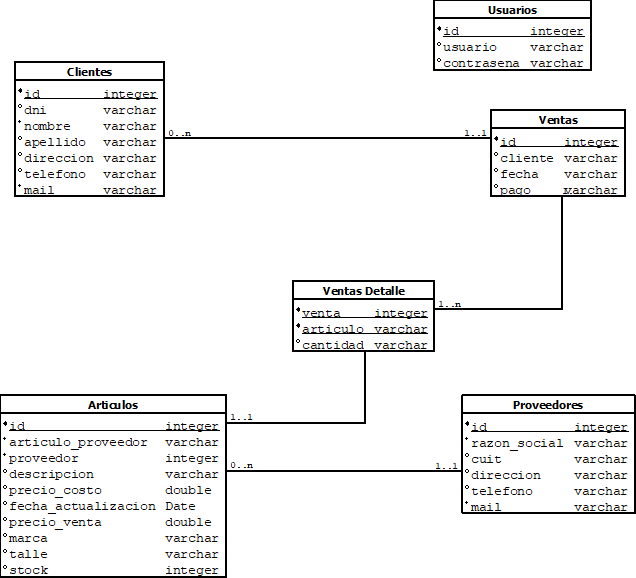 Usuarios
id integer
usuario varchar
contrasena varchar
Clientes
id integer
dni varchar
nombre varchar
apellido varchar
direccion varchar
telefono varchar
mail varchar
0..n
1..1
Ventas
id integer
cliente varchar
fecha varchar
pago varchar
Ventas Detalle
venta integer
articulo varchar
cantidad varchar
1..n
Articulos
id integer
articulo_proveedor varchar
proveedor integer
descripcion varchar
precio_costo double
fecha_actualizacion Date
precio_venta double
marca varchar
talle varchar
stock integer
1..1
0..n
1..1
Proveedores
id integer
razon_social varchar
cuit varchar
direccion varchar
telefono varchar
mail varchar